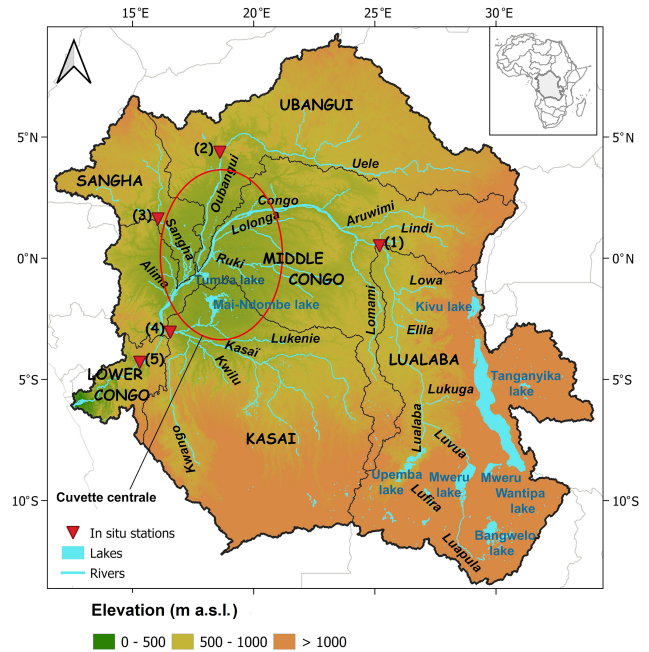 15°E
20°E
25°E
30°E
UBANGUI
5°N
(2)
5°N
Uele
SANGHA
Oubangui
(3)
Congo
Aruwimi
Lolonga
Sangha
Lindi
(1)
0°N
Ruki
MIDDLE
0°N
Alima
CONGO
Tumba lake
Lowa
Mai-Ndombe lake
Kivu lake
Lomami
(4)
Elila
Lukenie
Kasaï
(5)
LUALABA
LOWER
Kwilu
Tanganyika
lake
5°S
CONGO
Lukuga
5°S
Lualaba
KASAI
Kwango
Luvua
Upemba
lake
Mweru
lake
Mweru
Wantipa
lake
Cuvette centrale
10°S
Lufira
10°S
Bangwelo
lake
Luapula
In situ stations
Lakes
Rivers
Elevation (m a.s.l.)
0 - 500
500 - 1000
> 1000